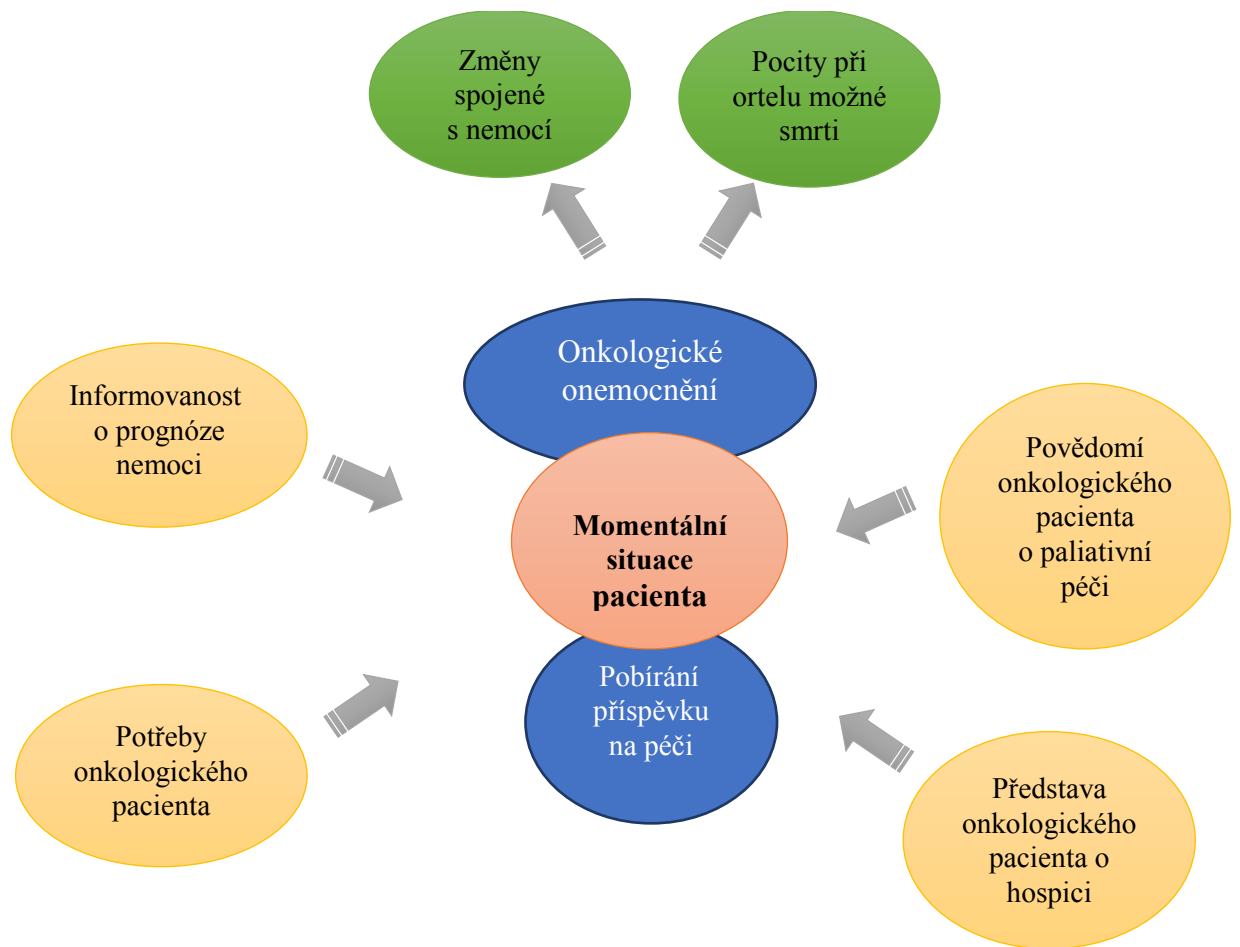 Změny
spojené
s nemocí
Pocity při
ortelu možné
smrti
Onkologické
onemocnění
Informovanost
o prognóze
nemoci
Momentální
situace
pacienta
Povědomí
onkologického
pacienta
o paliativní
péči
Pobírání
příspěvku
na péči
Potřeby
onkologického
pacienta
Představa
onkologického
pacienta o
hospici